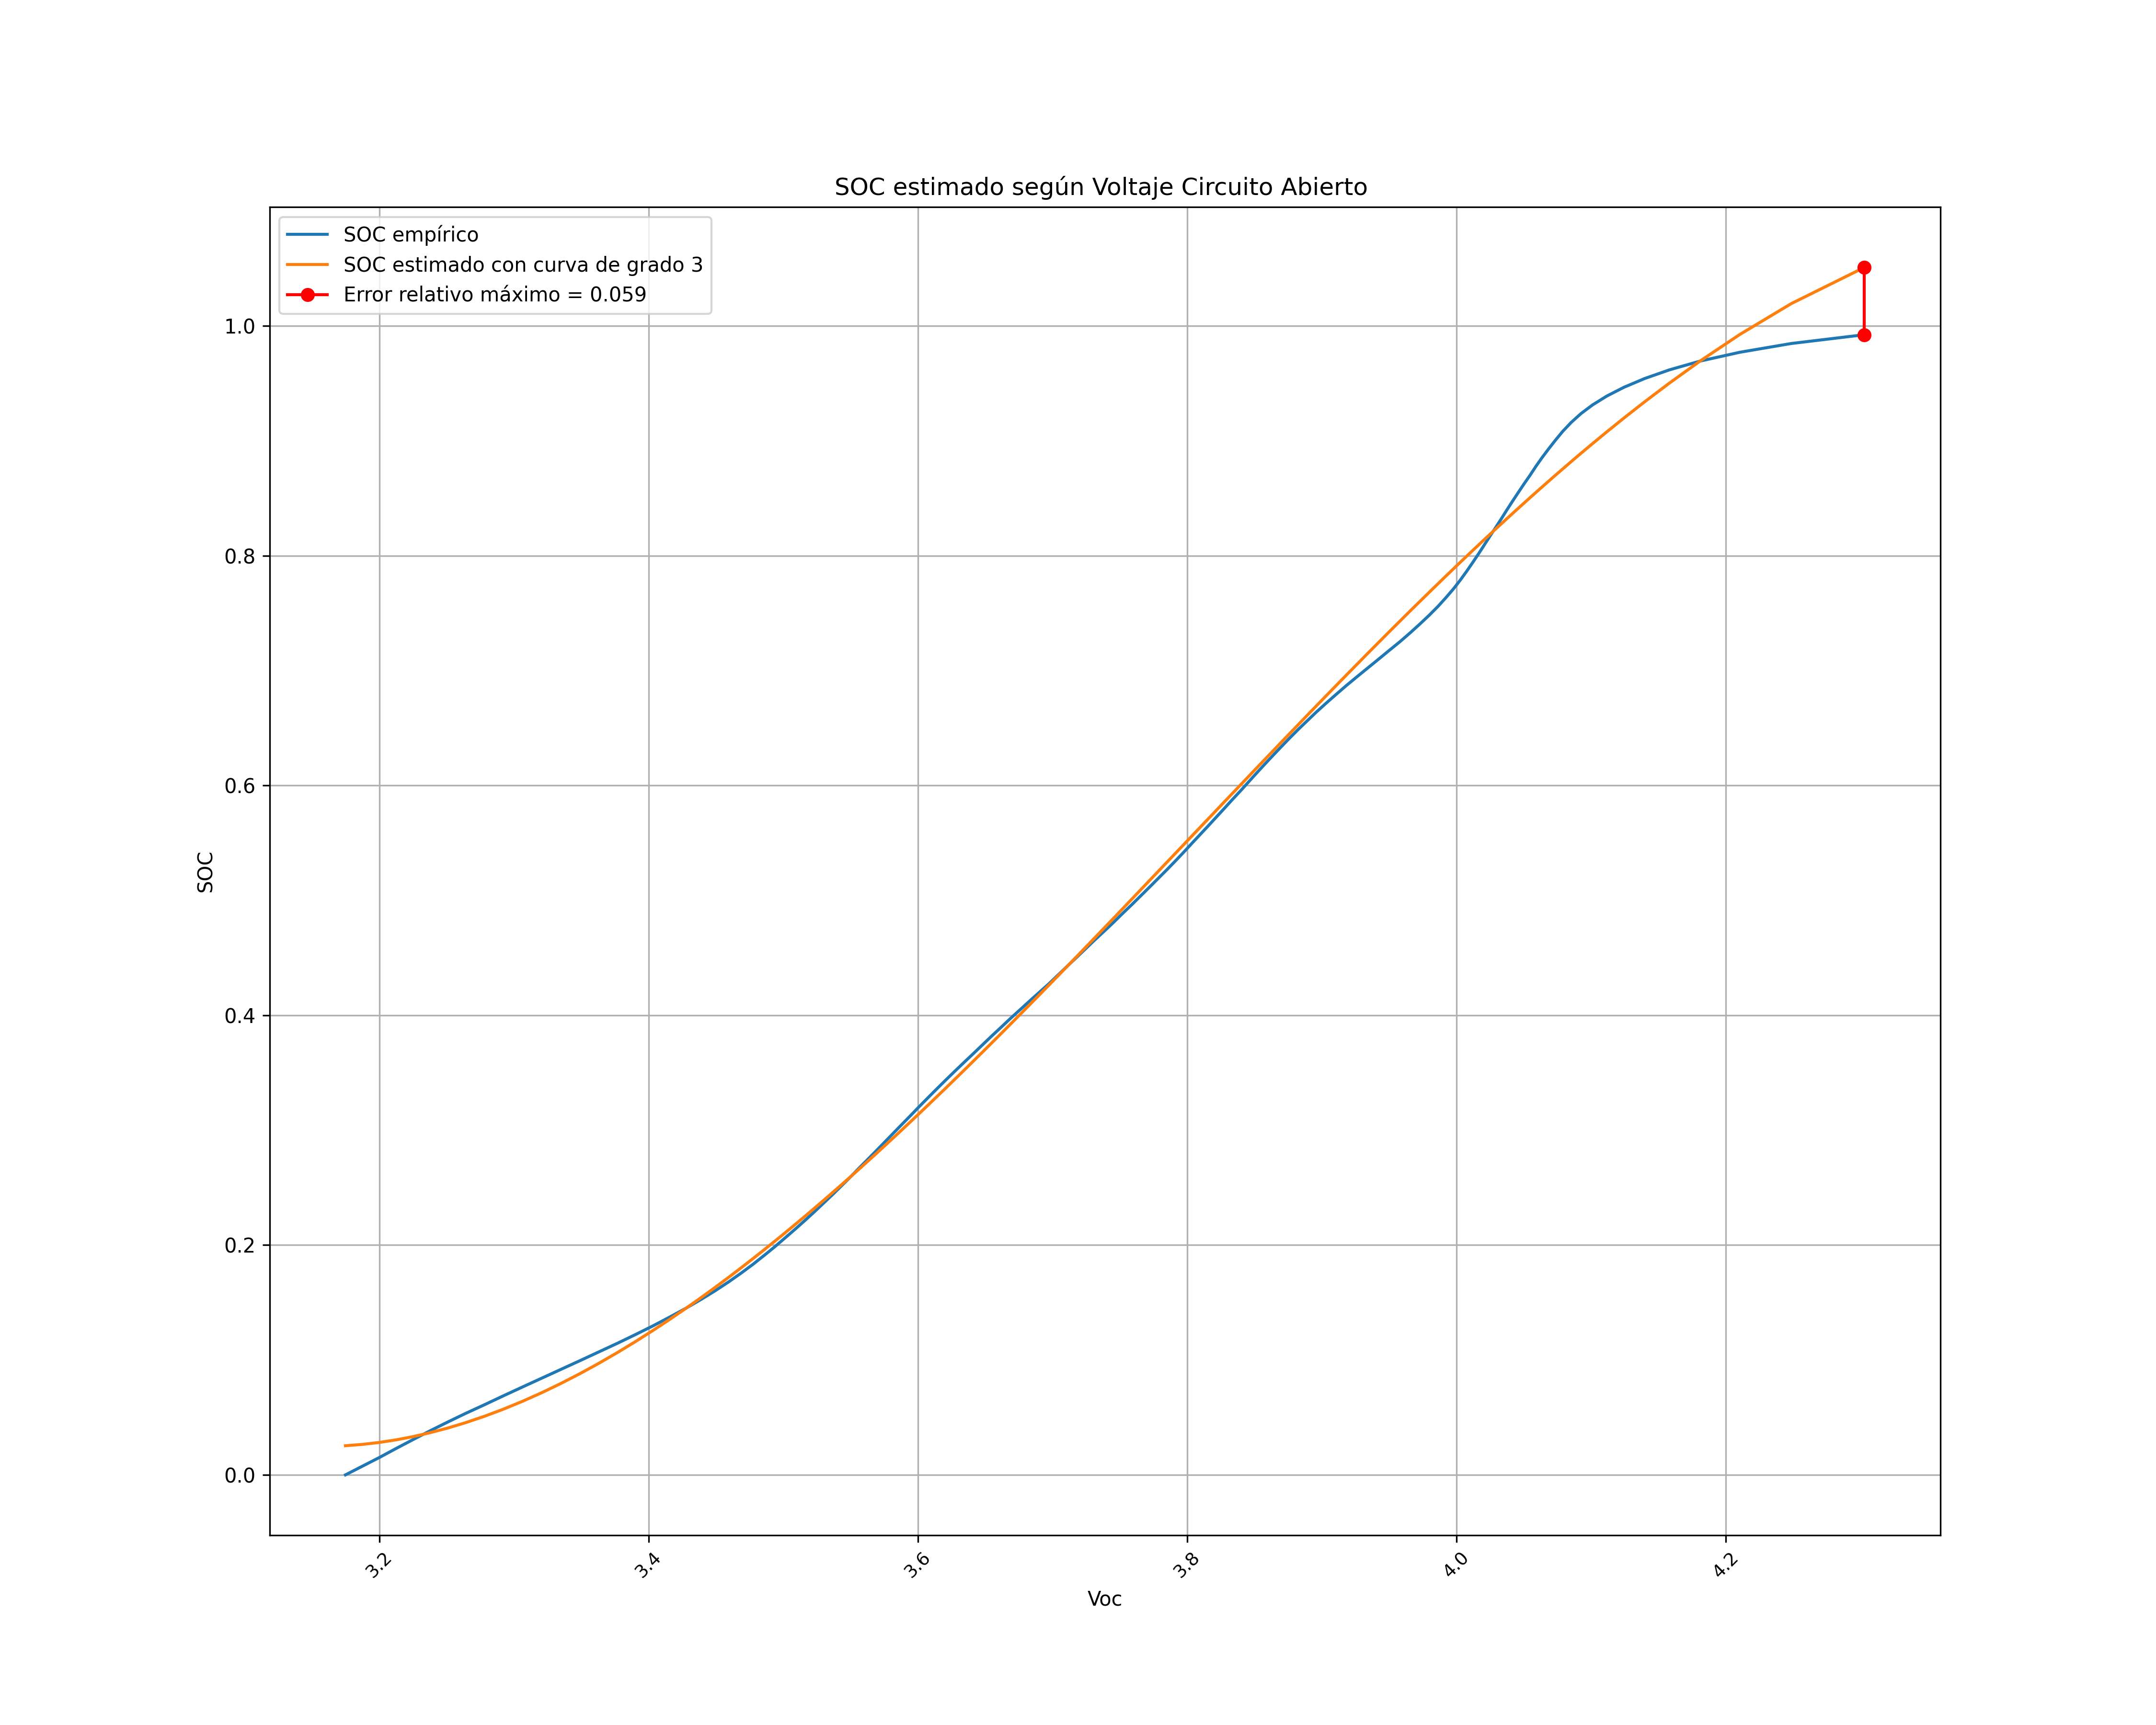 SOC estimado según Voltaje Circuito Abierto
SOC empírico
SOC estimado con curva de grado 3
Error relativo máximo = 0.059
1.0
0.8
0.6
0.4
0.2
0.0
SOC
3.2
3.4
3.6
3.8
4.0
4.2
Voc